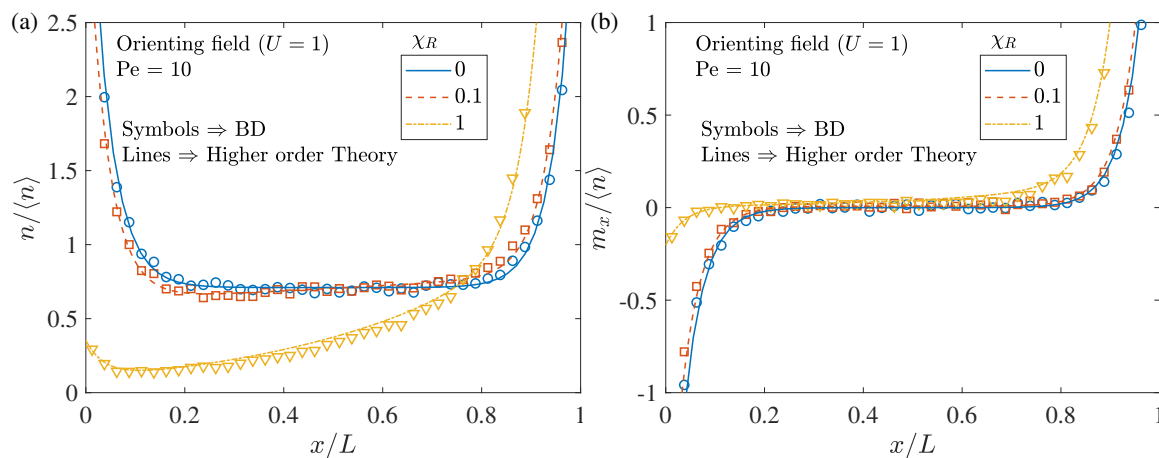 (a)
Orienting field (U = 1)
Pe = 10
χ_R
0
0.1
1
Symbols ⇒ BD
Lines ⇒ Higher order Theory
2.5
2
1.5
1
0.5
0
n/⟨n⟩
0 0.2 0.4 0.6 0.8 1
x/L
(b)
Orienting field (U = 1)
Pe = 10
χ_R
0
0.1
1
Symbols ⇒ BD
Lines ⇒ Higher order Theory
1
0.5
0
-0.5
-1
m_x/⟨n⟩
0 0.2 0.4 0.6 0.8 1
x/L